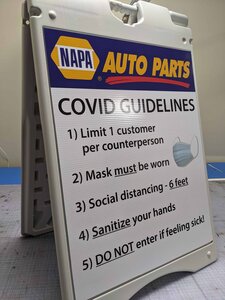 NAPA
AUTO PARTS
COVID GUIDELINES
1) Limit 1 customer
per counterperson
2) Mask must be worn
3) Social distancing - 6 feet
4) Sanitize your hands
5) DO NOT enter if feeling sick!